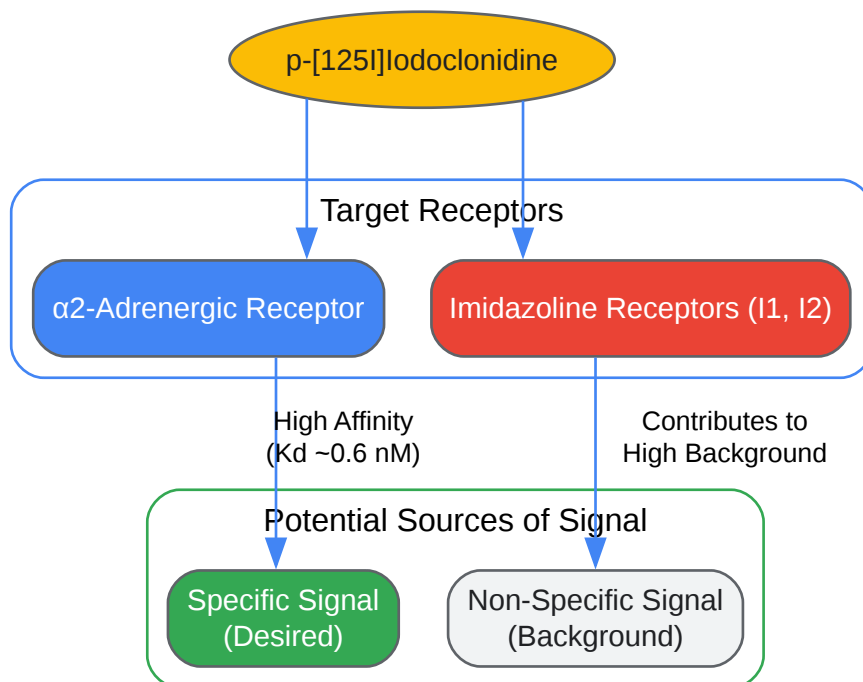 p-[125I]Iodoclonidine
Target Receptors
α2-Adrenergic Receptor
Imidazoline Receptors (I1, I2)
High Affinity
(Kd ~0.6 nM)
Contributes to
High Background
Potential Sources of Signal
Specific Signal
(Desired)
Non-Specific Signal
(Background)